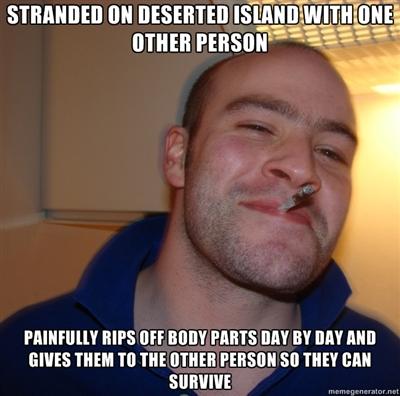 STRANDED ON DESERTED ISLAND WITH ONE
OTHER PERSON
PAINFULLY RIPS OFF BODY PARTS DAY BY DAY AND
GIVES THEM TO THE OTHER PERSON SO THEY CAN
SURVIVE
memegenerator.net